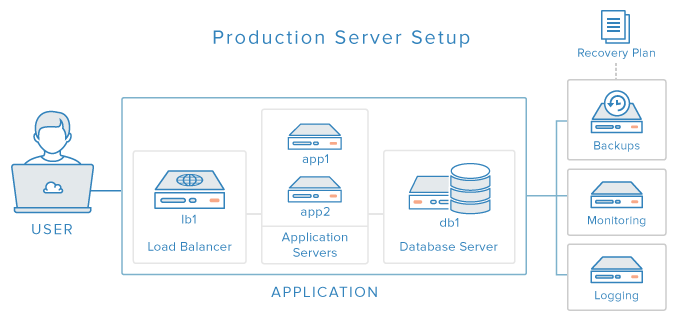 Production Server Setup
Recovery Plan
Backups
app1
app2
lb1
db1
Load Balancer
Application
Servers
Database Server
Monitoring
Logging
USER
APPLICATION